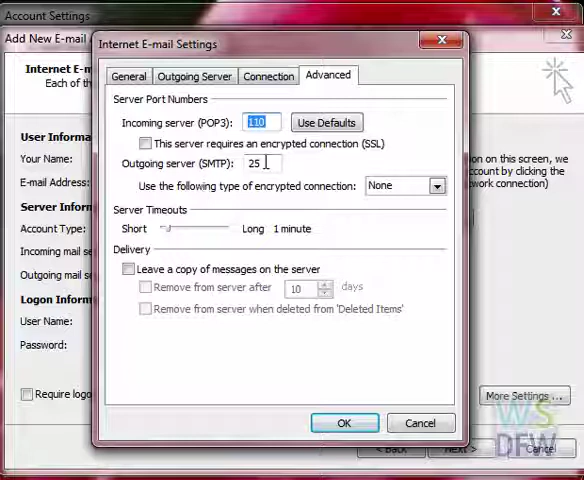 Account Settings
Add New E-mail
Internet E-mail Settings
Internet E-m
Each of th
General
Outgoing Server
Connection
Advanced
Server Port Numbers
Incoming server (POP3): 110 Use Defaults
This server requires an encrypted connection (SSL)
Outgoing server (SMTP): 25
Use the following type of encrypted connection: None
Server Timeouts
Short Long 1 minute
Delivery
Leave a copy of messages on the server
Remove from server after 10 days
Remove from server when deleted from 'Deleted Items'
OK Cancel
User Informa
Your Name:
E-mail Address:
Server Infor
Account Type:
Incoming mail se
Outgoing mail se
Logon Inform
User Name:
Password:
Require logo
on on this screen, we
ccount by clicking the
work connection)
More Settings ...
< Back Next > Cancel
WS
DFW